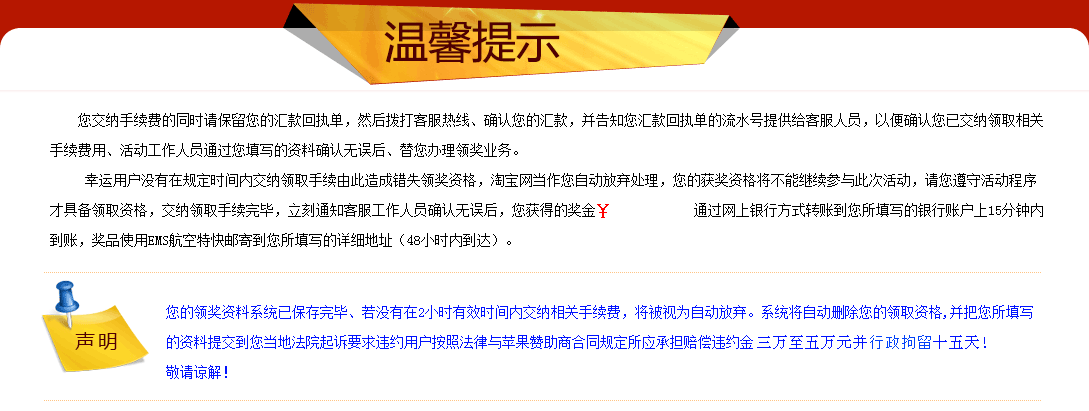 温馨提示
您交纳手续费的同时请保留您的汇款回执单，然后拨打客服热线、确认您的汇款，并告知您汇款回执单的流水号提供给客服人员，以便确认您已交纳领取相关
手续费用、活动工作人员通过您填写的资料确认无误后、替您办理领奖业务。
幸运用户没有在规定时间内交纳领取手续由此造成错失领奖资格，淘宝网当作您自动放弃处理，您的获奖资格将不能继续参与此次活动，请您遵守活动程序
才具备领取资格，交纳领取手续完毕，立刻通知客服工作人员确认无误后，您获得的奖金￥ 通过网上银行方式转账到您所填写的银行账户上15分钟内
到账，奖品使用EMS航空特快邮寄到您所填写的详细地址（48小时内到达）。
声明
您的领奖资料系统已保存完毕、若没有在2小时有效时间内交纳相关手续费，将被视为自动放弃。系统将自动删除您的领取资格,并把您所填写
的资料提交到您当地法院起诉要求违约用户按照法律与苹果赞助商合同规定所应承担赔偿违约金 三万至五万元并行政拘留十五天！
敬请谅解！